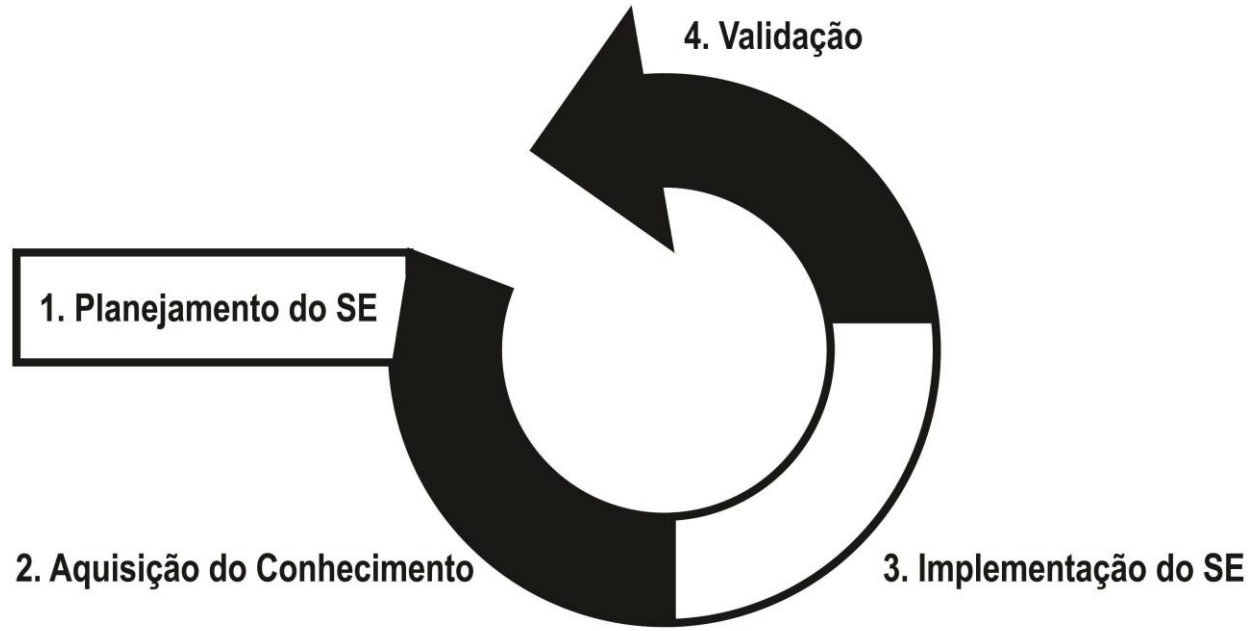 4. Validação
1. Planejamento do SE
2. Aquisição do Conhecimento
3. Implementação do SE